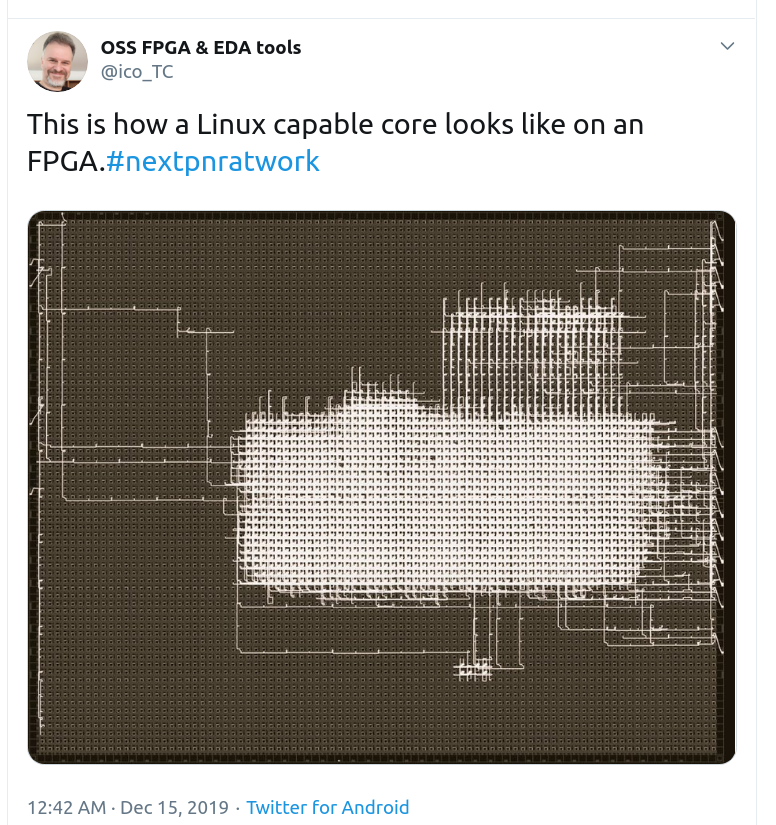 OSS FPGA & EDA tools
@ico_TC
This is how a Linux capable core looks like on an
FPGA.#nextpnratwork
12:42 AM · Dec 15, 2019 · Twitter for Android